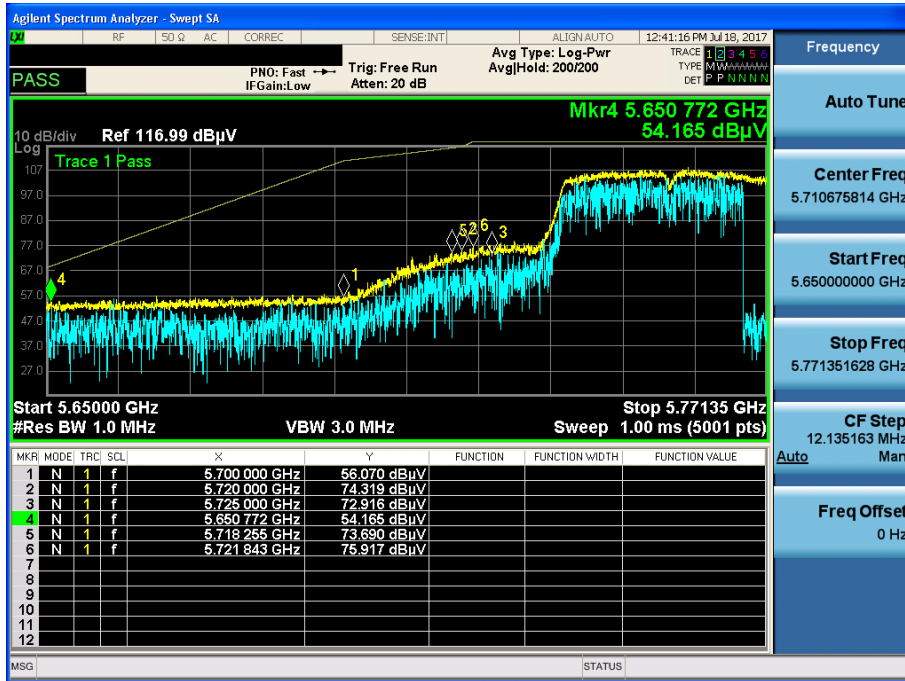 Agilent Spectrum Analyzer - Swept SA
LXI RF 50 Ω AC CORREC SENSE:INT ALIGNAUTO 12:41:16 PM Jul 18, 2017
PASS
PNO: Fast
IFGain:Low
Trig: Free Run
Atten: 20 dB
Avg Type: Log-Pwr
Avg|Hold: 200/200
TRACE 1 2 3 4 5 6
TYPE MWWWWW
DET P P N N N N
Mkr4 5.650 772 GHz
54.165 dBµV
10 dB/div Ref 116.99 dBµV
Log
Trace 1 Pass
107
97.0
87.0
77.0
67.0
57.0
47.0
37.0
27.0
4
1
5 2 6 3
Start 5.65000 GHz Stop 5.77135 GHz
#Res BW 1.0 MHz VBW 3.0 MHz Sweep 1.00 ms (5001 pts)
MKR MODE TRC SCL X Y FUNCTION FUNCTION WIDTH FUNCTION VALUE
1 N 1 f 5.700 000 GHz 56.070 dBµV
2 N 1 f 5.720 000 GHz 74.319 dBµV
3 N 1 f 5.725 000 GHz 72.916 dBµV
4 N 1 f 5.650 772 GHz 54.165 dBµV
5 N 1 f 5.718 255 GHz 73.690 dBµV
6 N 1 f 5.721 843 GHz 75.917 dBµV
7
8
9
10
11
12
MSG STATUS
Frequency
Auto Tune
Center Freq
5.710675814 GHz
Start Freq
5.650000000 GHz
Stop Freq
5.771351628 GHz
CF Step
12.135163 MHz
Auto Man
Freq Offset
0 Hz